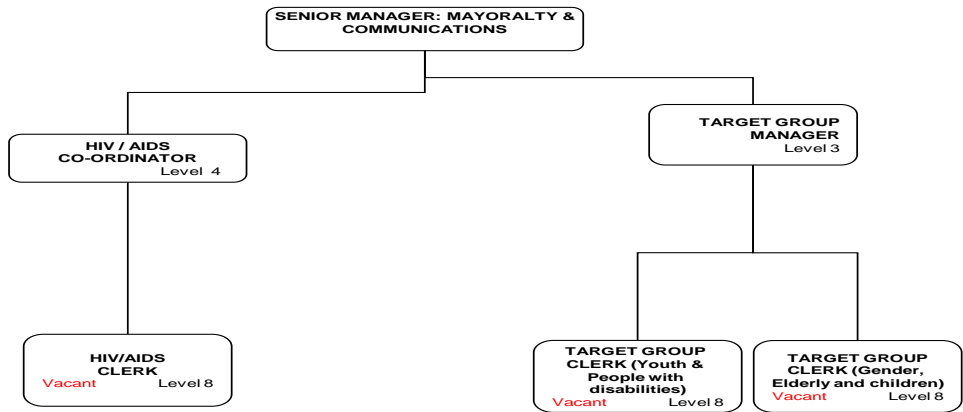 SENIOR MANAGER: MAYORALTY &
COMMUNICATIONS
HIV / AIDS
CO-ORDINATOR
Level 4
TARGET GROUP
MANAGER
Level 3
HIV/AIDS
CLERK
Vacant Level 8
TARGET GROUP
CLERK (Youth &
People with
disabilities)
Vacant Level 8
TARGET GROUP
CLERK (Gender,
Elderly and children)
Vacant Level 8